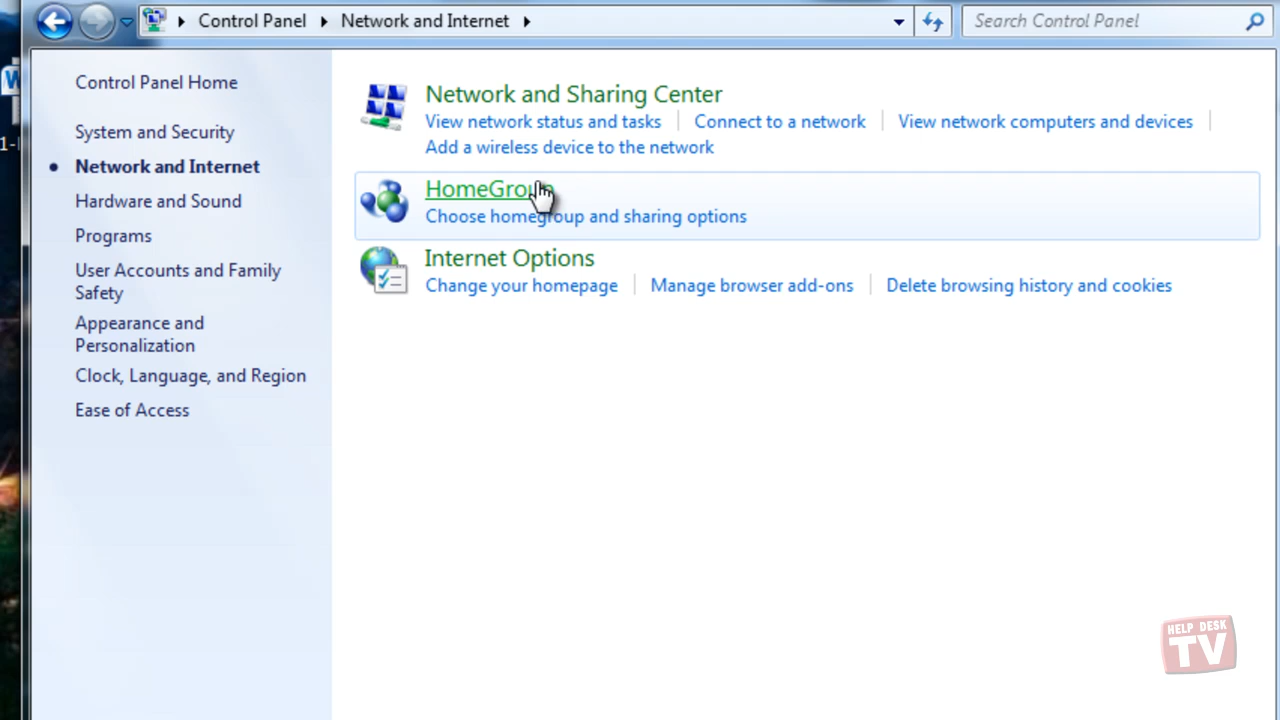 Control Panel Network and Internet
Search Control Panel
Control Panel Home
System and Security
Network and Internet
Hardware and Sound
Programs
User Accounts and Family
Safety
Appearance and
Personalization
Clock, Language, and Region
Ease of Access
Network and Sharing Center
View network status and tasks
Connect to a network
View network computers and devices
Add a wireless device to the network
HomeGroup
Choose homegroup and sharing options
Internet Options
Change your homepage
Manage browser add-ons
Delete browsing history and cookies
HELP DESK
TV